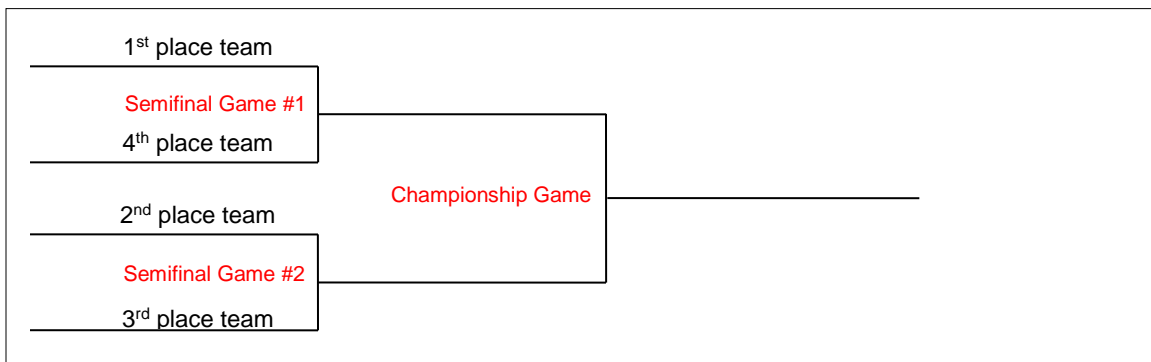 1st place team
Semifinal Game #1
4th place team
Championship Game
2nd place team
Semifinal Game #2
3rd place team